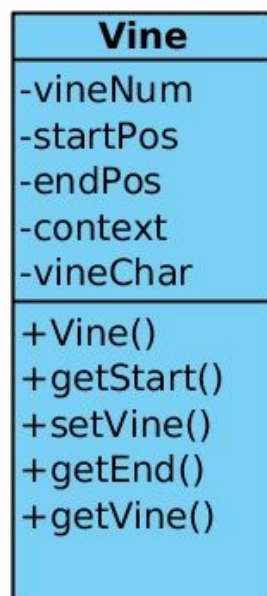 Vine
-vineNum
-startPos
-endPos
-context
-vineChar
+Vine()
+getStart()
+setVine()
+getEnd()
+getVine()